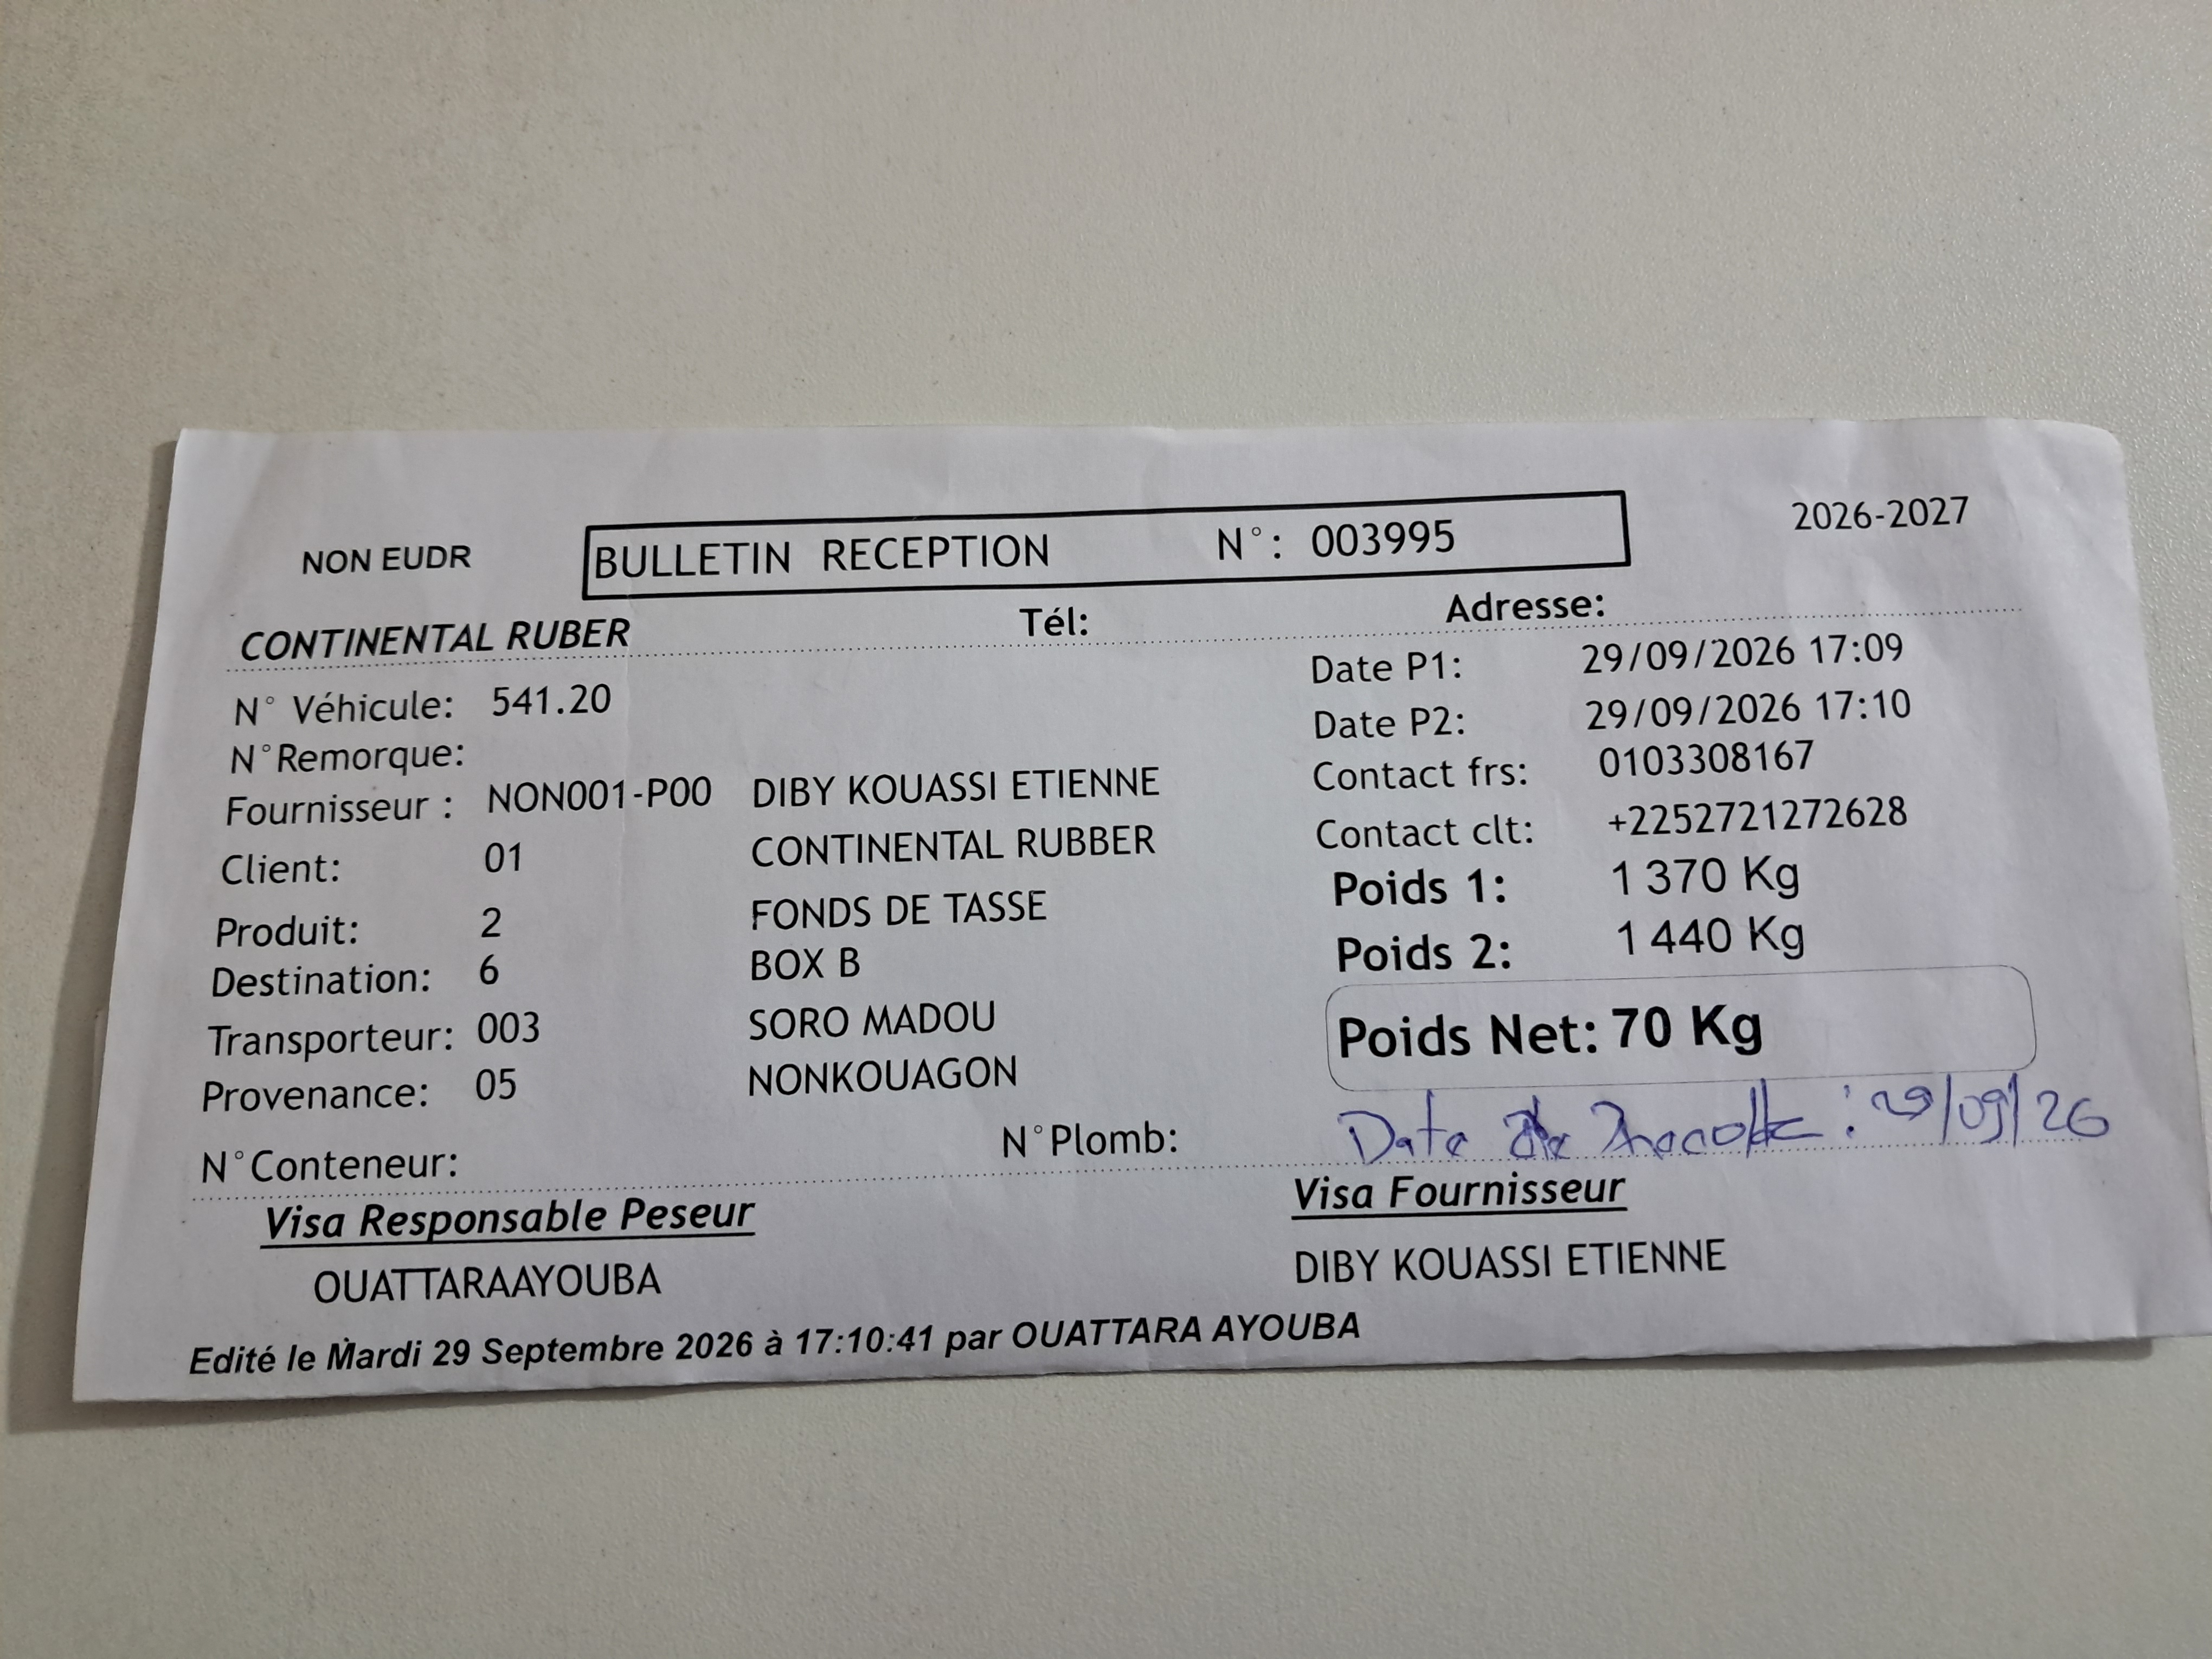 2026-2027
NON EUDR
BULLETIN RECEPTION N°: 003995
CONTINENTAL RUBER Tél: Adresse:
N° Véhicule: 541.20
N°Remorque:
Fournisseur : NON001-P00 DIBY KOUASSI ETIENNE
Client: 01 CONTINENTAL RUBBER
Produit: 2 FONDS DE TASSE
Destination: 6 BOX B
Transporteur: 003 SORO MADOU
Provenance: 05 NONKOUAGON
N°Conteneur: N°Plomb:
Date P1: 29/09/2026 17:09
Date P2: 29/09/2026 17:10
Contact frs: 0103308167
Contact clt: +2252721272628
Poids 1: 1 370 Kg
Poids 2: 1 440 Kg
Poids Net: 70 Kg
Date de : 29/09/26
Visa Responsable Peseur
OUATTARAAYOUBA
Visa Fournisseur
DIBY KOUASSI ETIENNE
Edité le Mardi 29 Septembre 2026 à 17:10:41 par OUATTARA AYOUBA